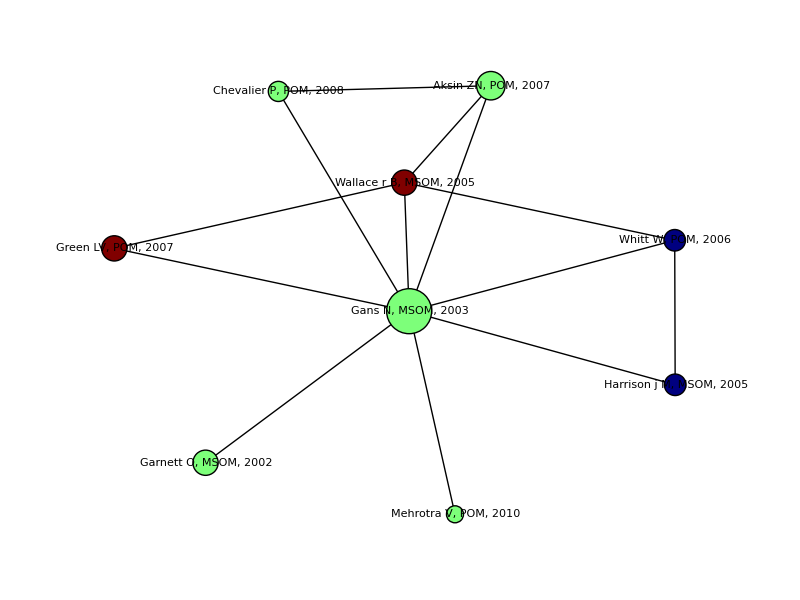 Aksin ZN, POM, 2007
Chevalier P, POM, 2008
Wallace r B, MSOM, 2005
Whitt W, POM, 2006
Green LV, POM, 2007
Gans N, MSOM, 2003
Harrison j M, MSOM, 2005
Garnett O, MSOM, 2002
Mehrotra V, POM, 2010